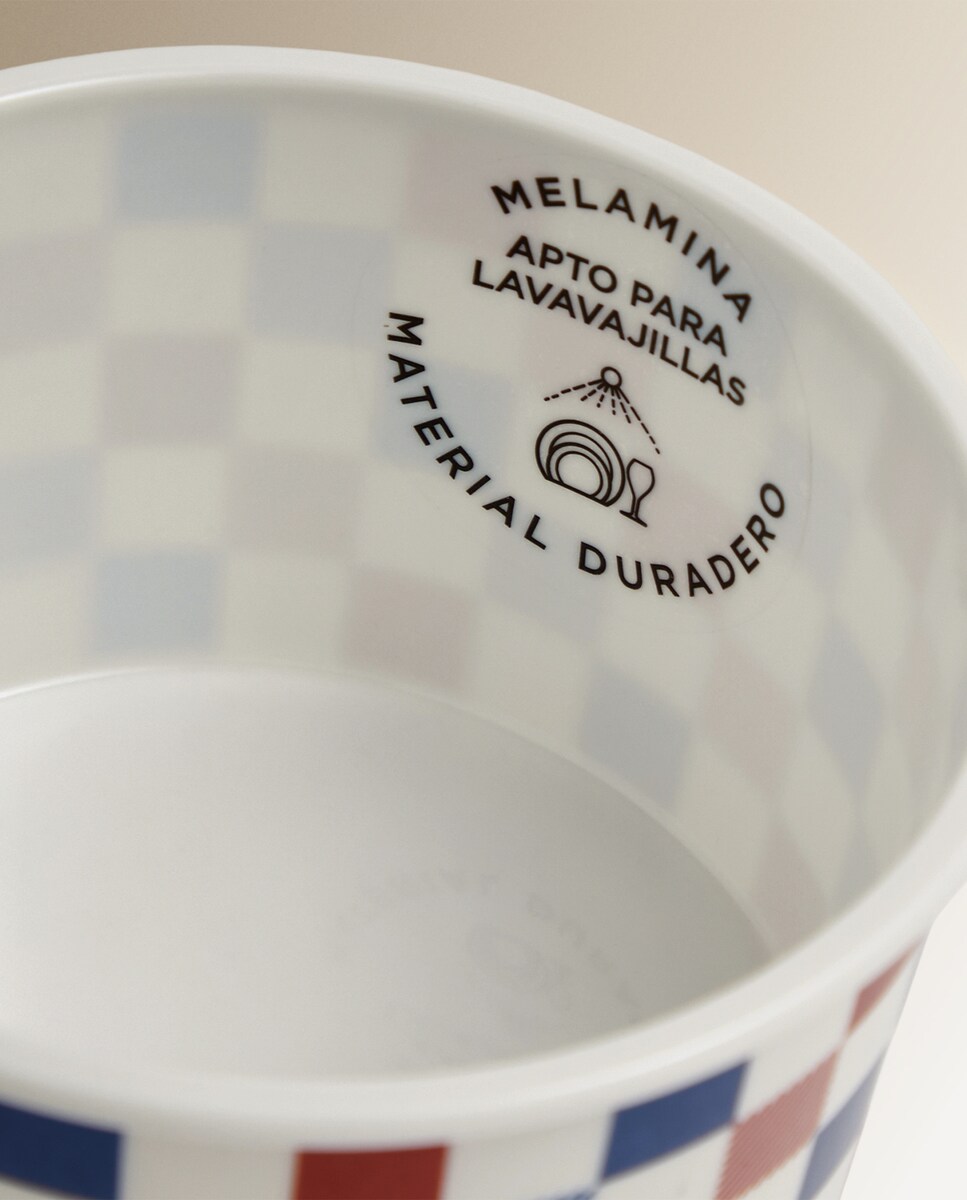 MELAMINA
APTO PARA
LAVAVAJILLAS
MATERIAL DURADERO